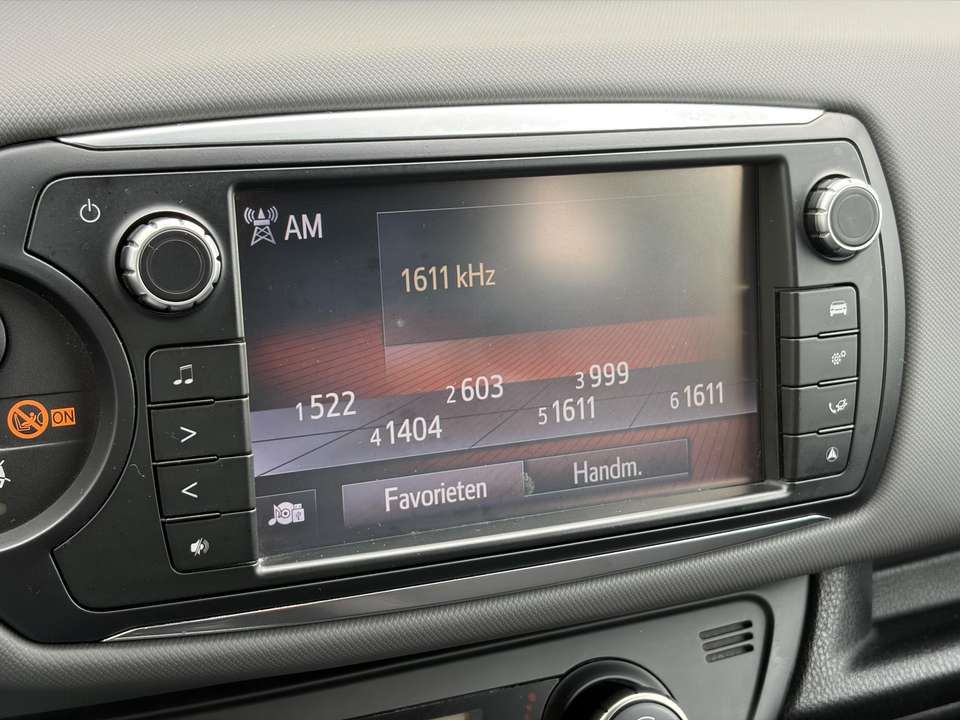 AM
1611 kHz
1 522
2 603
3 999
4 1404
5 1611
6 1611
Favorieten
Handm.
ON